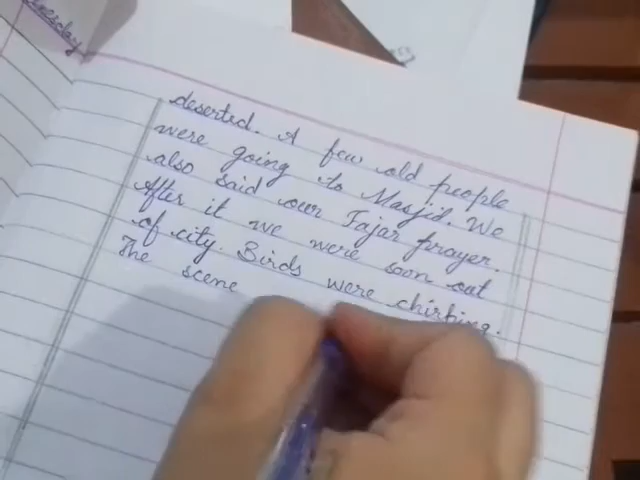 nesday
deserted. A few old people
were going to Masjid. We
also said our Fajar prayer.
After it we were soon out
of city. Birds were chirping.
The scene